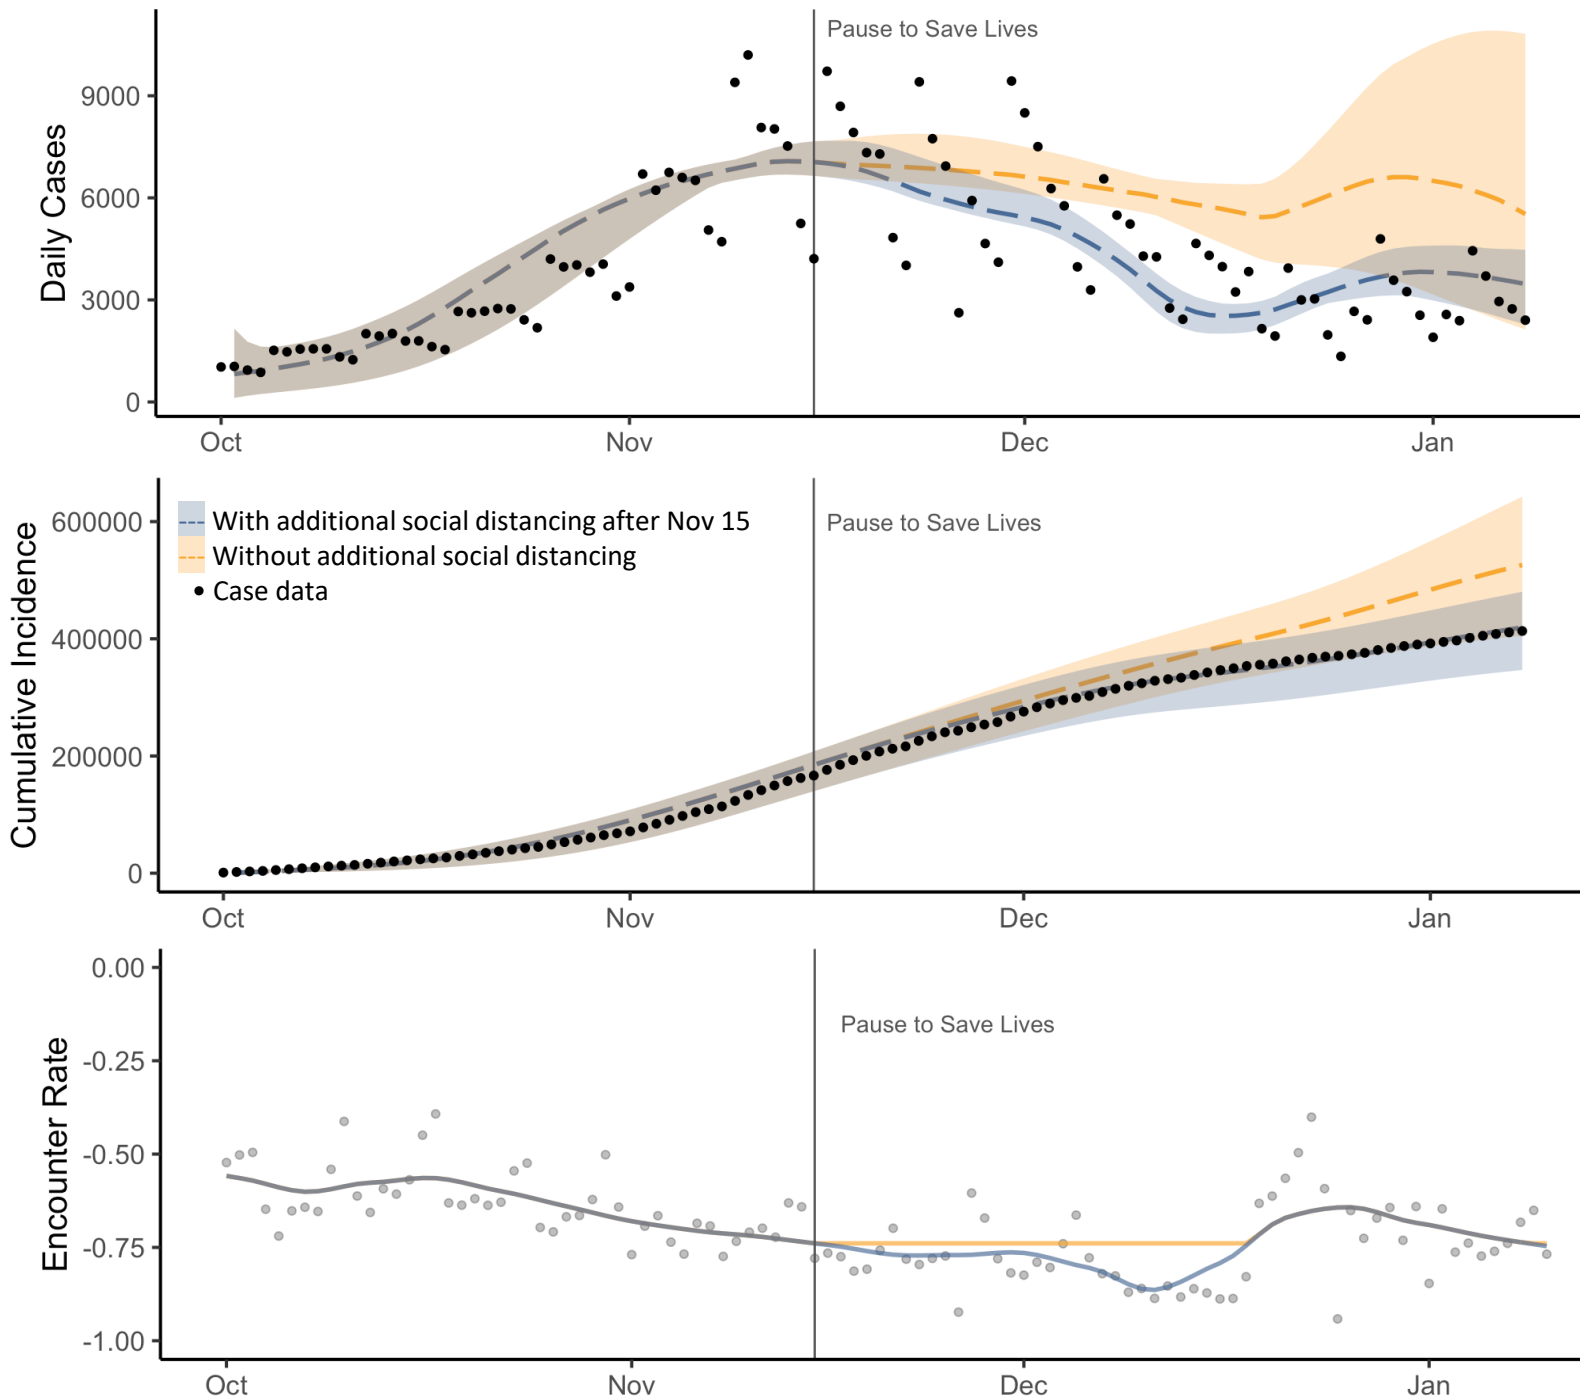 Pause to Save Lives
Daily Cases
9000
6000
3000
0
Oct
Nov
Dec
Jan
Cumulative Incidence
600000
400000
200000
0
With additional social distancing after Nov 15
Without additional social distancing
Case data
Pause to Save Lives
Oct
Nov
Dec
Jan
Encounter Rate
0.00
-0.25
-0.50
-0.75
-1.00
Pause to Save Lives
Oct
Nov
Dec
Jan